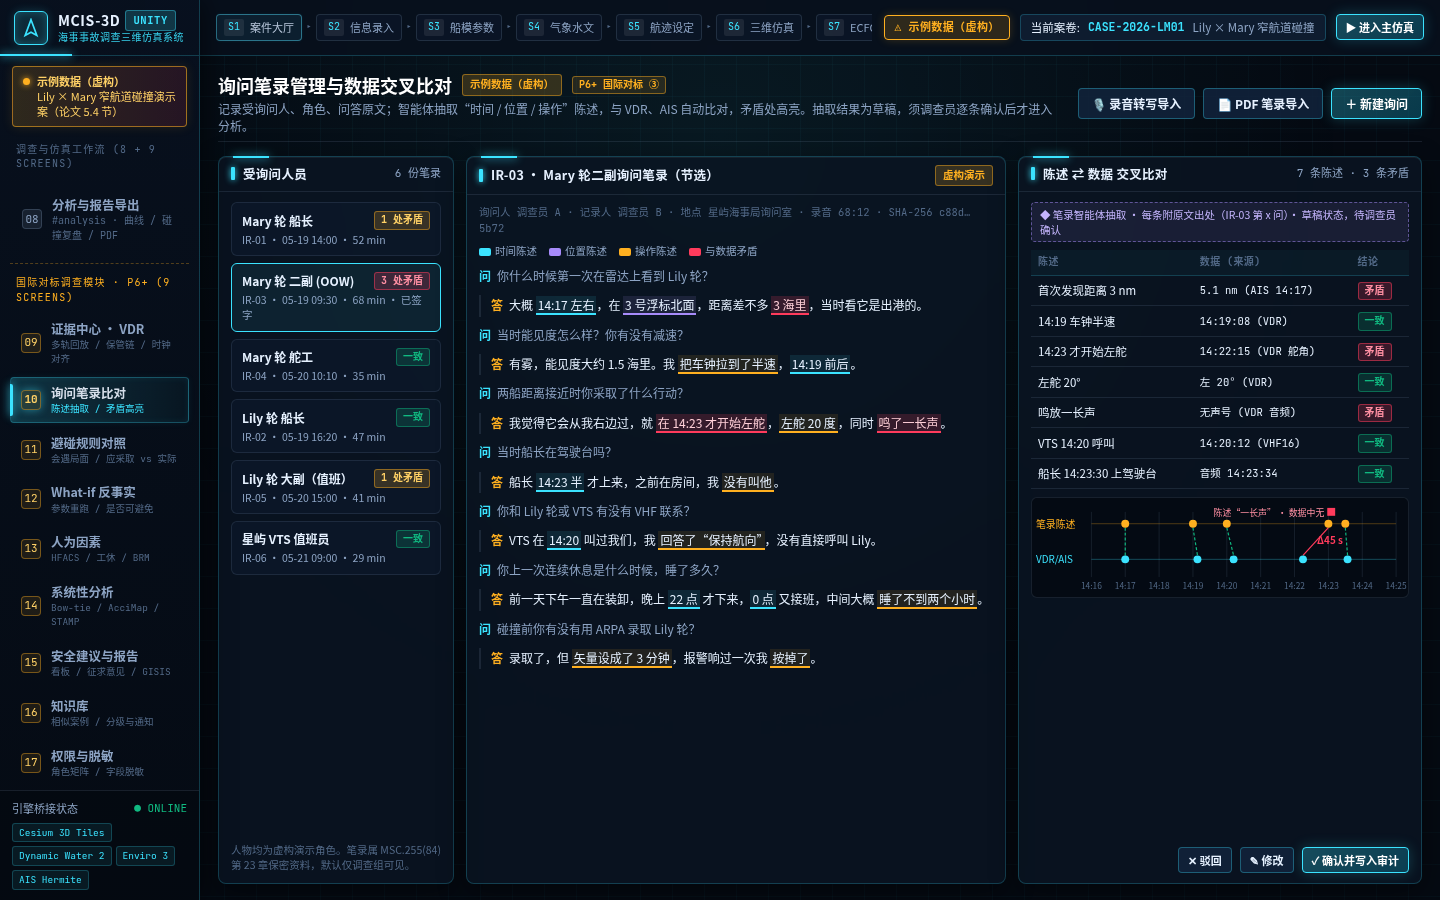 MCIS-3D UNITY
海事事故调查三维仿真系统
示例数据（虚构）
Lily × Mary 窄航道碰撞演示
案（论文 5.4 节）
调查与仿真工作流 (8 + 9
SCREENS)
08 分析与报告导出
#analysis · 曲线 / 碰
撞复盘 / PDF
国际对标调查模块 · P6+ (9
SCREENS)
09 证据中心 · VDR
多轨回放 / 保管链 / 时钟
对齐
10 询问笔录比对
陈述抽取 / 矛盾高亮
11 避碰规则对照
会遇局面 / 应采取 vs 实际
12 What-if 反事实
参数重跑 / 是否可避免
13 人为因素
HFACS / 工休 / BRM
14 系统性分析
Bow-tie / AcciMap /
STAMP
15 安全建议与报告
看板 / 征求意见 / GISIS
16 知识库
相似案例 / 分级与通知
17 权限与脱敏
角色矩阵 / 字段脱敏
引擎桥接状态 ● ONLINE
Cesium 3D Tiles
Dynamic Water 2 Enviro 3
AIS Hermite
S1 案件大厅 ▸ S2 信息录入 ▸ S3 船模参数 ▸ S4 气象水文 ▸ S5 航迹设定 ▸ S6 三维仿真 ▸ S7 ECF
⚠ 示例数据（虚构）
当前案卷: CASE-2026-LM01 Lily × Mary 窄航道碰撞
▶ 进入主仿真
询问笔录管理与数据交叉比对 示例数据（虚构） P6+ 国际对标 ③
记录受询问人、角色、问答原文；智能体抽取“时间 / 位置 / 操作”陈述，与 VDR、AIS 自动比对，矛盾处高亮。抽取结果为草稿，须调查员逐条确认后才进入
分析。
🎙️ 录音转写导入 📄 PDF 笔录导入 ＋ 新建询问
受询问人员 6 份笔录
Mary 轮 船长 1 处矛盾
IR-01 · 05-19 14:00 · 52 min
Mary 轮 二副 (OOW) 3 处矛盾
IR-03 · 05-19 09:30 · 68 min · 已签
字
Mary 轮 舵工 一致
IR-04 · 05-20 10:10 · 35 min
Lily 轮 船长 一致
IR-02 · 05-19 16:20 · 47 min
Lily 轮 大副（值班） 1 处矛盾
IR-05 · 05-20 15:00 · 41 min
星屿 VTS 值班员 一致
IR-06 · 05-21 09:00 · 29 min
人物均为虚构演示角色。笔录属 MSC.255(84)
第 23 章保密资料，默认仅调查组可见。
IR-03 · Mary 轮二副询问笔录（节选） 虚构演示
询问人 调查员 A · 记录人 调查员 B · 地点 星屿海事局询问室 · 录音 68:12 · SHA-256 c88d…
5b72
时间陈述 位置陈述 操作陈述 与数据矛盾
问 你什么时候第一次在雷达上看到 Lily 轮？
答 大概 14:17 左右，在 3 号浮标北面，距离差不多 3 海里，当时看它是出港的。
问 当时能见度怎么样？你有没有减速？
答 有雾，能见度大约 1.5 海里。我 把车钟拉到了半速，14:19 前后。
问 两船距离接近时你采取了什么行动？
答 我觉得它会从我右边过，就 在 14:23 才开始左舵，左舵 20 度，同时 鸣了一长声。
问 当时船长在驾驶台吗？
答 船长 14:23 半 才上来，之前在房间，我 没有叫他。
问 你和 Lily 轮或 VTS 有没有 VHF 联系？
答 VTS 在 14:20 叫过我们，我 回答了“保持航向”，没有直接呼叫 Lily。
问 你上一次连续休息是什么时候，睡了多久？
答 前一天下午一直在装卸，晚上 22 点 才下来，0 点 又接班，中间大概 睡了不到两个小时。
问 碰撞前你有没有用 ARPA 录取 Lily 轮？
答 录取了，但 矢量设成了 3 分钟，报警响过一次我 按掉了。
陈述 ⇄ 数据 交叉比对 7 条陈述 · 3 条矛盾
◆ 笔录智能体抽取 · 每条附原文出处（IR-03 第 x 问）· 草稿状态，待调查员
确认
陈述 数据 (来源) 结论
首次发现距离 3 nm 5.1 nm (AIS 14:17) 矛盾
14:19 车钟半速 14:19:08 (VDR) 一致
14:23 才开始左舵 14:22:15 (VDR 舵角) 矛盾
左舵 20° 左 20° (VDR) 一致
鸣放一长声 无声号 (VDR 音频) 矛盾
VTS 14:20 呼叫 14:20:12 (VHF16) 一致
船长 14:23:30 上驾驶台 音频 14:23:34 一致
陈述“一长声”· 数据中无
笔录陈述
Δ45 s
VDR/AIS
14:16 14:17 14:18 14:19 14:20 14:21 14:22 14:23 14:24 14:25
✕ 驳回 ✎ 修改 ✓ 确认并写入审计